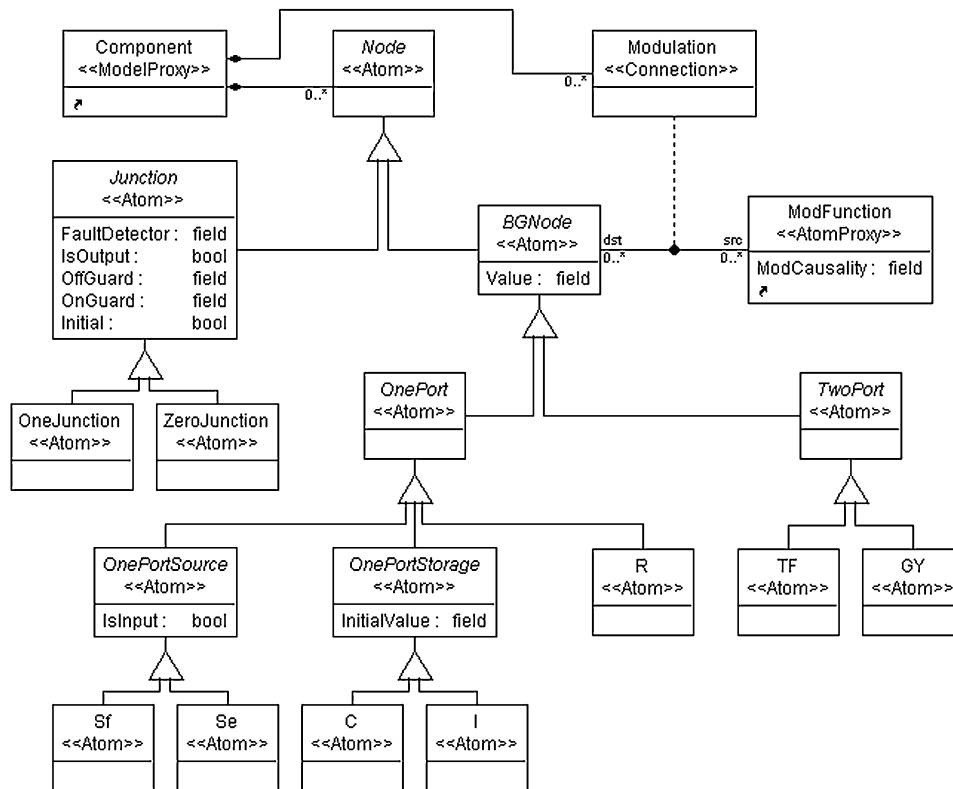 Component
<<ModelProxy>>
Node
<<Atom>>
Modulation
<<Connection>>
0..*
0..*
Junction
<<Atom>>
FaultDetector : field
IsOutput : bool
OffGuard : field
OnGuard : field
Initial : bool
BGNode
<<Atom>>
Value : field
dst
0..*
src
0..*
ModFunction
<<AtomProxy>>
ModCausality : field
OneJunction
<<Atom>>
ZeroJunction
<<Atom>>
OnePort
<<Atom>>
TwoPort
<<Atom>>
OnePortSource
<<Atom>>
IsInput : bool
OnePortStorage
<<Atom>>
InitialValue : field
R
<<Atom>>
TF
<<Atom>>
GY
<<Atom>>
Sf
<<Atom>>
Se
<<Atom>>
C
<<Atom>>
I
<<Atom>>